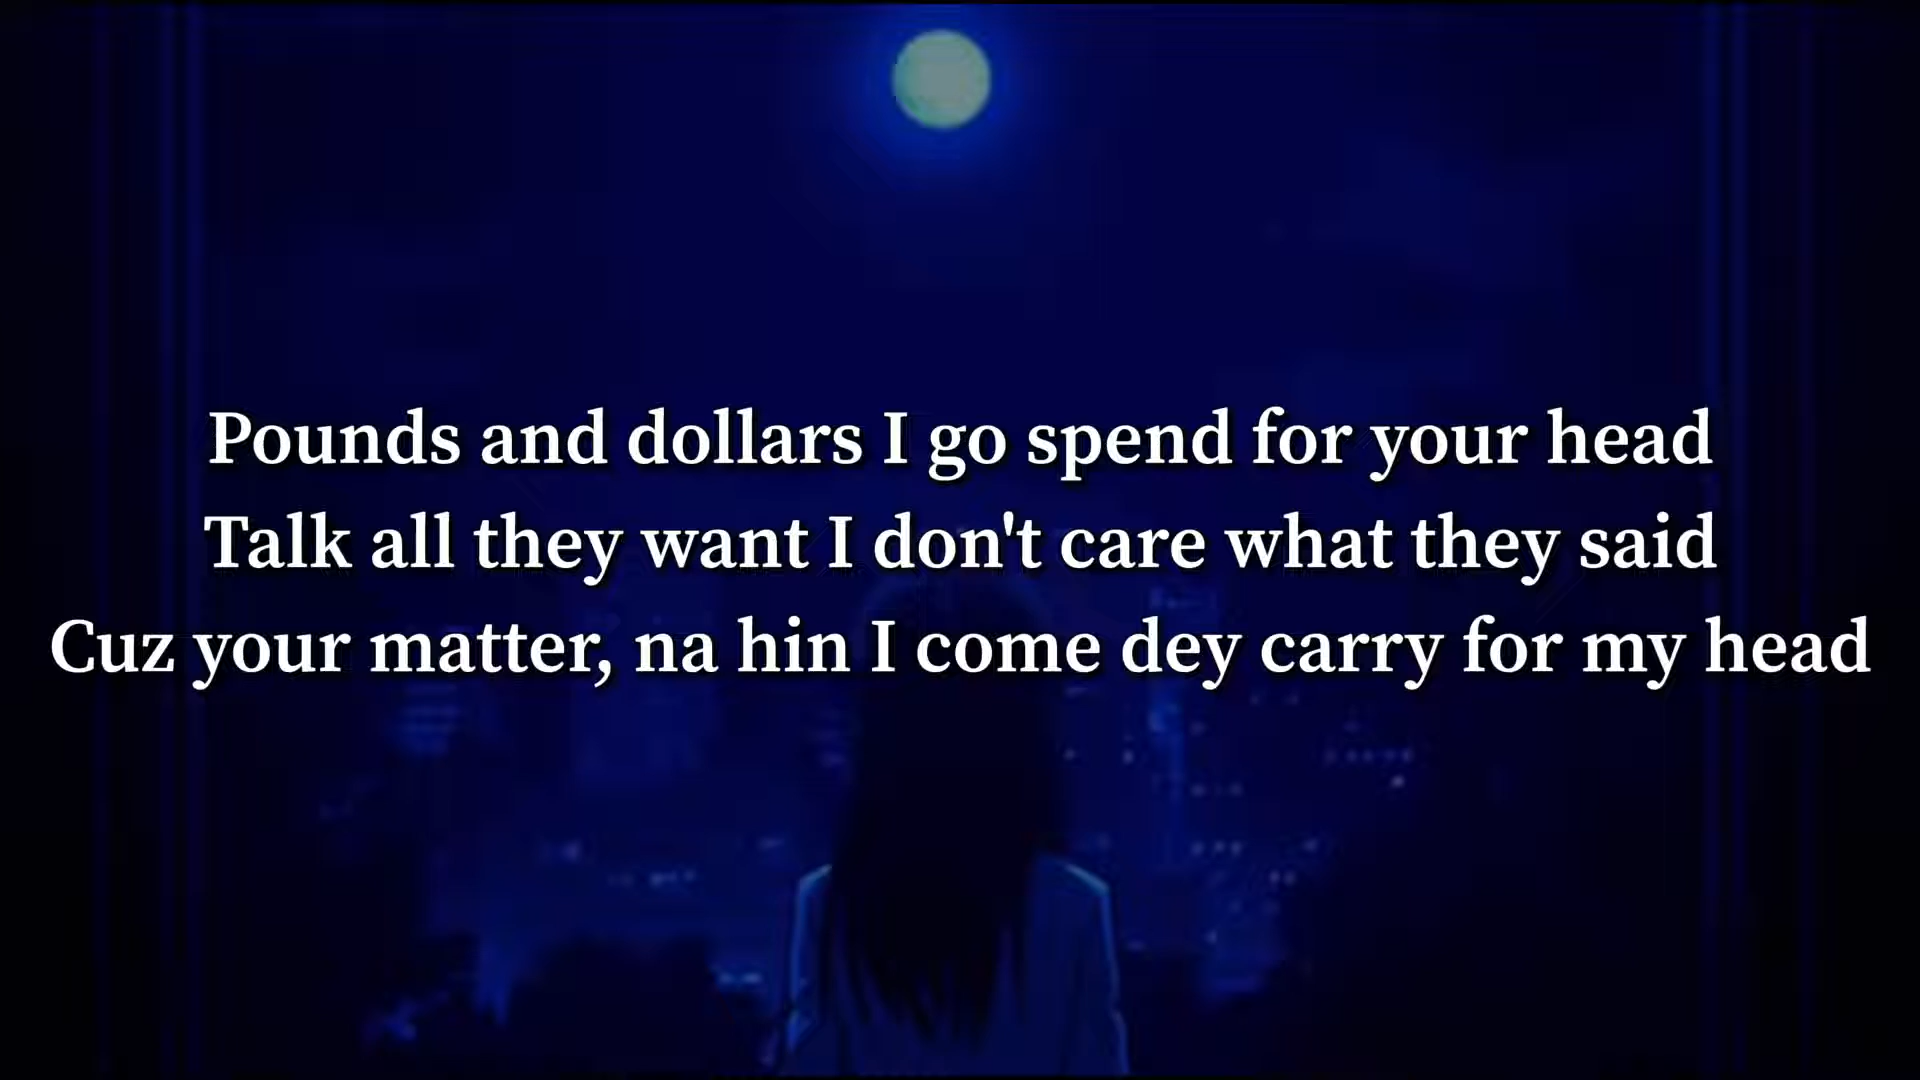 Pounds and dollars I go spend for your head
Talk all they want I don't care what they said
Cuz your matter, na hin I come dey carry for my head